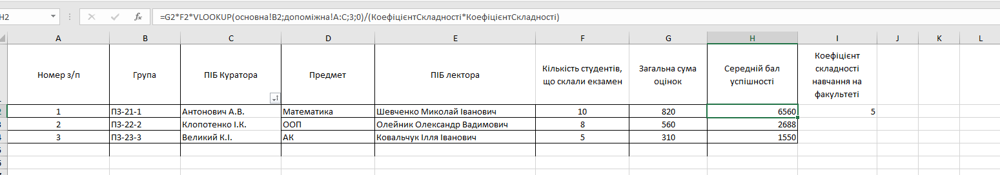 H2 fx =G2*F2*VLOOKUP(основна!B2;допоміжна!A:C;3;0)/(КоефіцієнтСкладності*КоефіцієнтСкладності)
A B C D E F G H I J K L
Номер з/п Група ПІБ Куратора Предмет ПІБ лектора Кількість студентів, що склали екзамен Загальна сума оцінок Середній бал успішності Коефіцієнт складності навчання на факультеті
2 1 ПЗ-21-1 Антонович А.В. Математика Шевченко Миколай Іванович 10 820 6560 5
3 2 ПЗ-22-2 Клопотенко І.К. ООП Олейник Олександр Вадимович 8 560 2688
4 3 ПЗ-23-3 Великий К.І. АК Ковальчук Ілля Іванович 5 310 1550